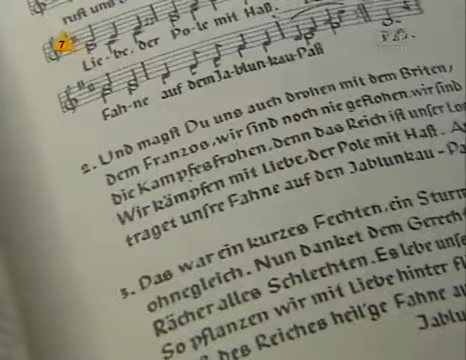 ruft uns
7
Lie-be, der Po-le mit Haß.
Fah-ne auf dem Ja-blun-kau-Paß
2. Und magst Du uns auch drohen mit dem Briten,
dem Franzos, wir sind noch nie geflohen, wir sind
die Kampfesfrohen, denn das Reich ist unser
Wir kämpfen mit Liebe, der Pole mit Haß.
traget unsre Fahne auf den Jablunkau-Pa
3. Das war ein kurzes Fechten, ein Sturm
ohnegleich. Nun danket dem Gerech
Rächer alles Schlechten. Es lebe unse
So pflanzen wir mit Liebe hinter
des Reiches heil'ge Fahne
Jablu